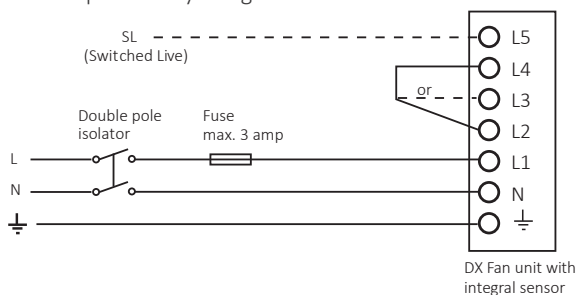 SL
(Switched Live)
L5
L4
or
L3
L2
Double pole
isolator
Fuse
max. 3 amp
L
L1
N
N
DX Fan unit with
integral sensor